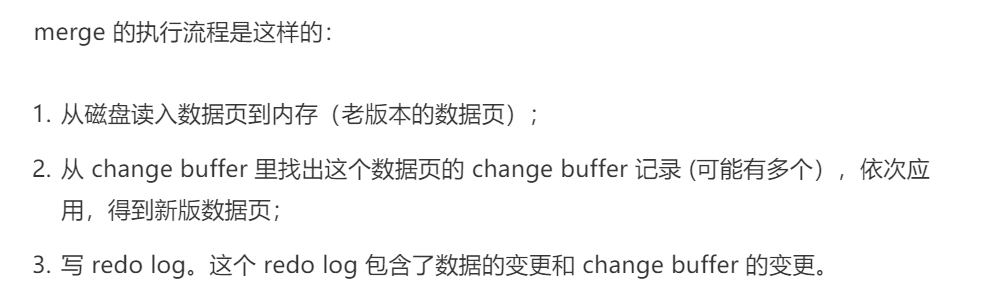 merge 的执行流程是这样的：
1. 从磁盘读入数据页到内存（老版本的数据页）；
2. 从 change buffer 里找出这个数据页的 change buffer 记录 (可能有多个），依次应
用，得到新版数据页；
3. 写 redo log。这个 redo log 包含了数据的变更和 change buffer 的变更。